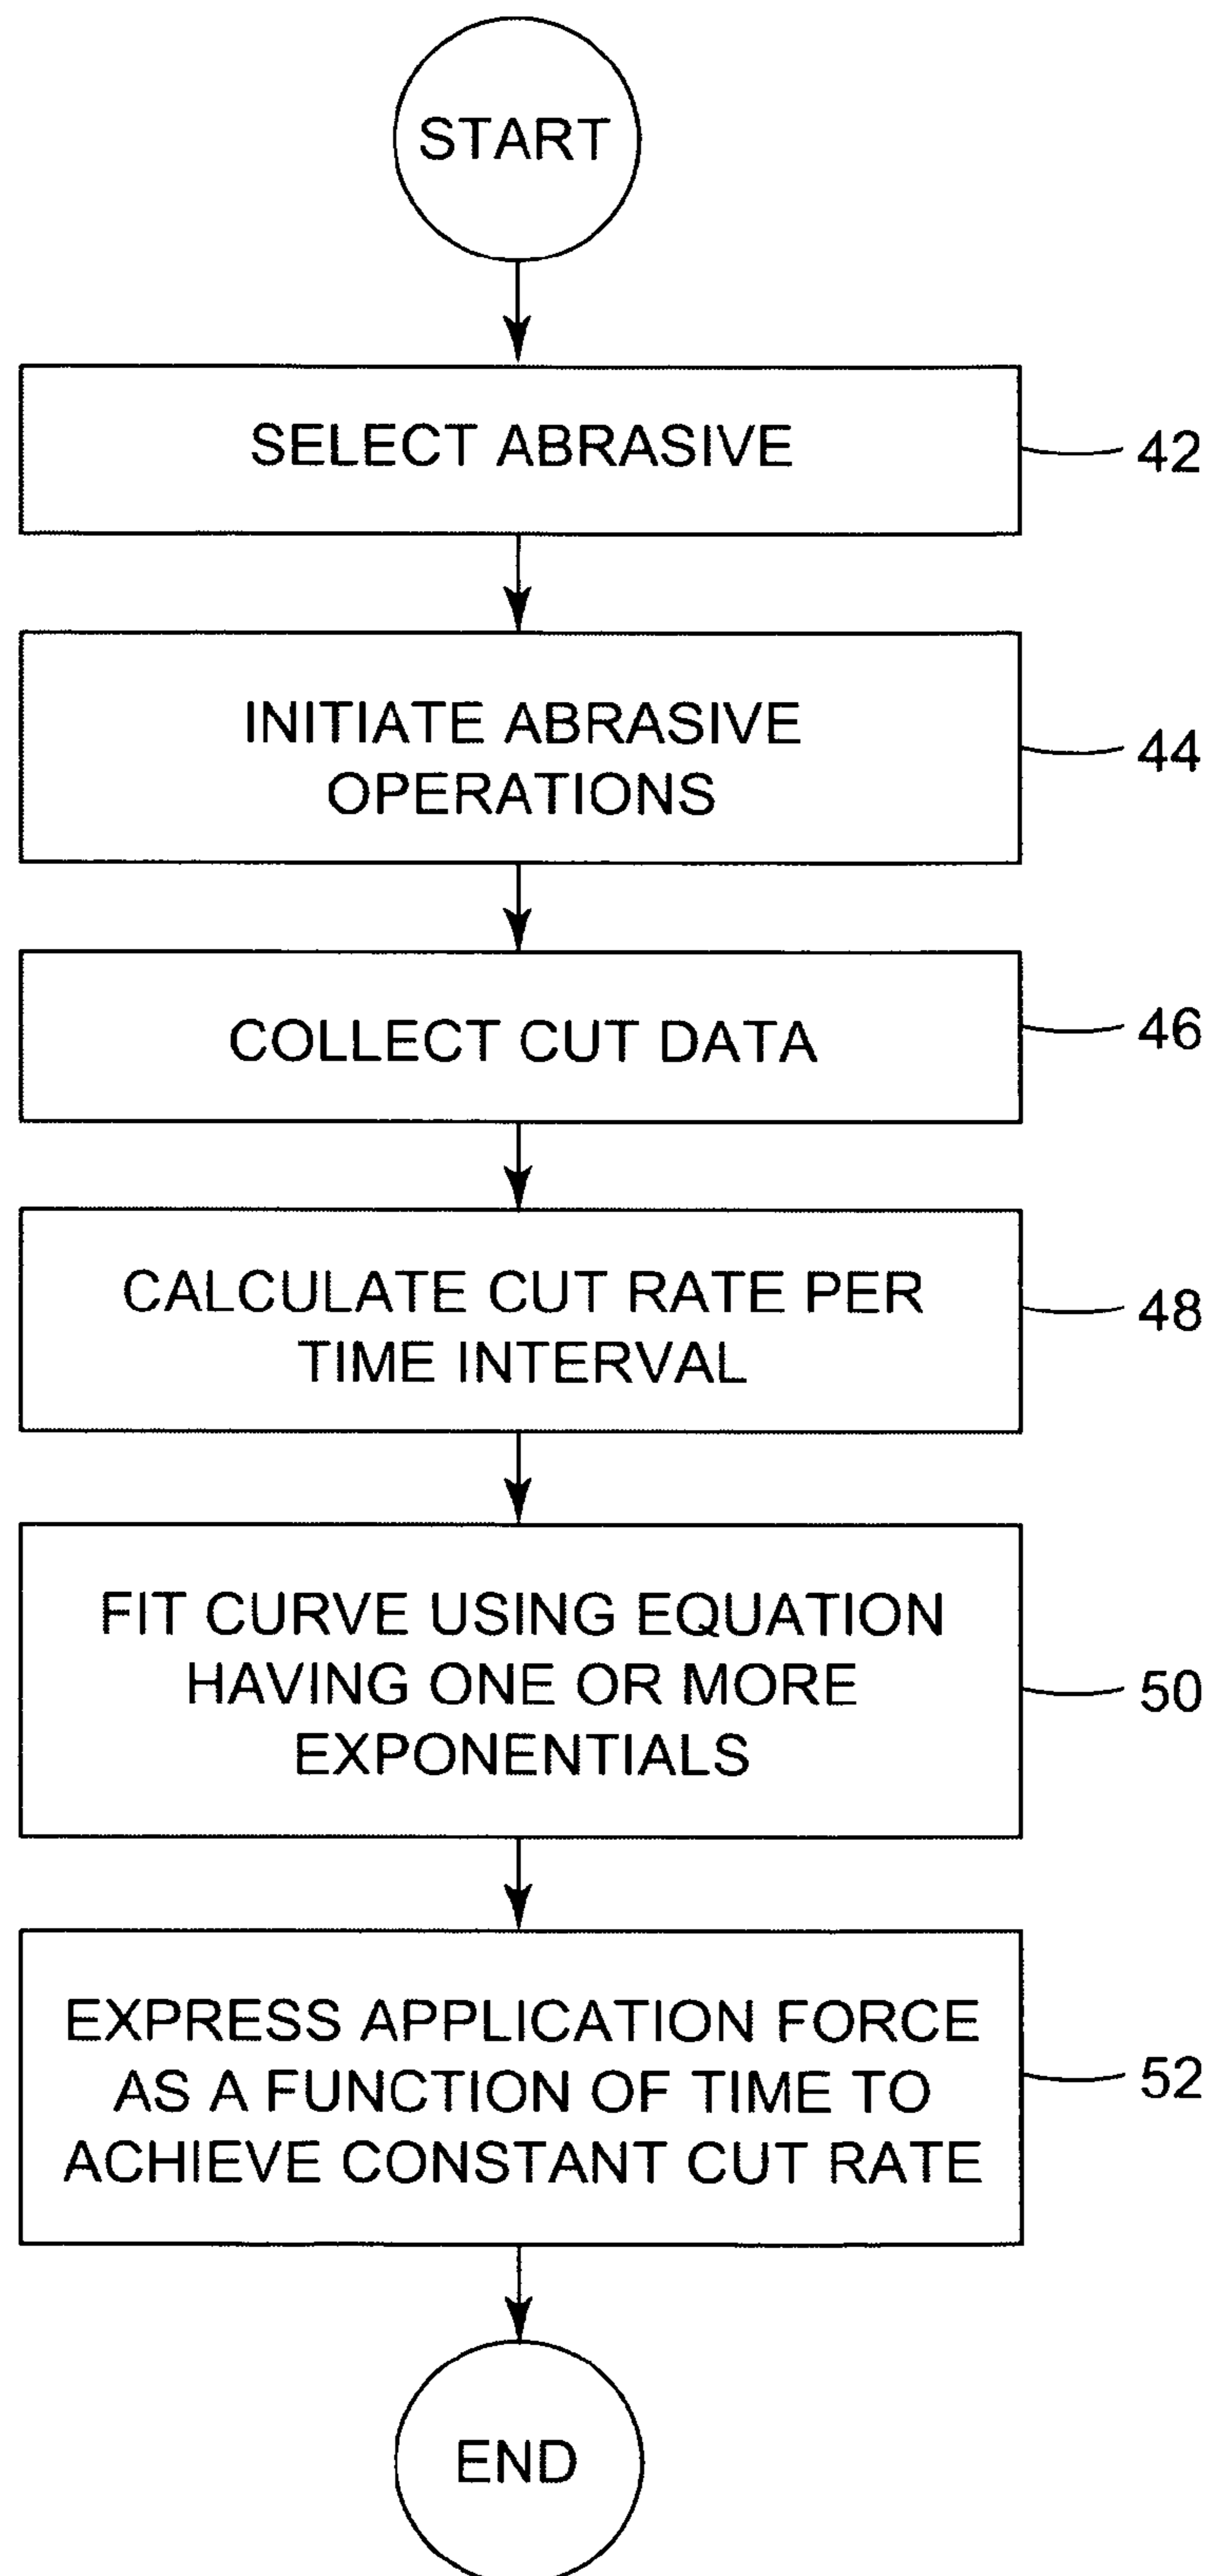 START
SELECT ABRASIVE
42
INITIATE ABRASIVE
OPERATIONS
44
COLLECT CUT DATA
46
CALCULATE CUT RATE PER
TIME INTERVAL
48
FIT CURVE USING EQUATION
HAVING ONE OR MORE
EXPONENTIALS
50
EXPRESS APPLICATION FORCE
AS A FUNCTION OF TIME TO
ACHIEVE CONSTANT CUT RATE
52
END